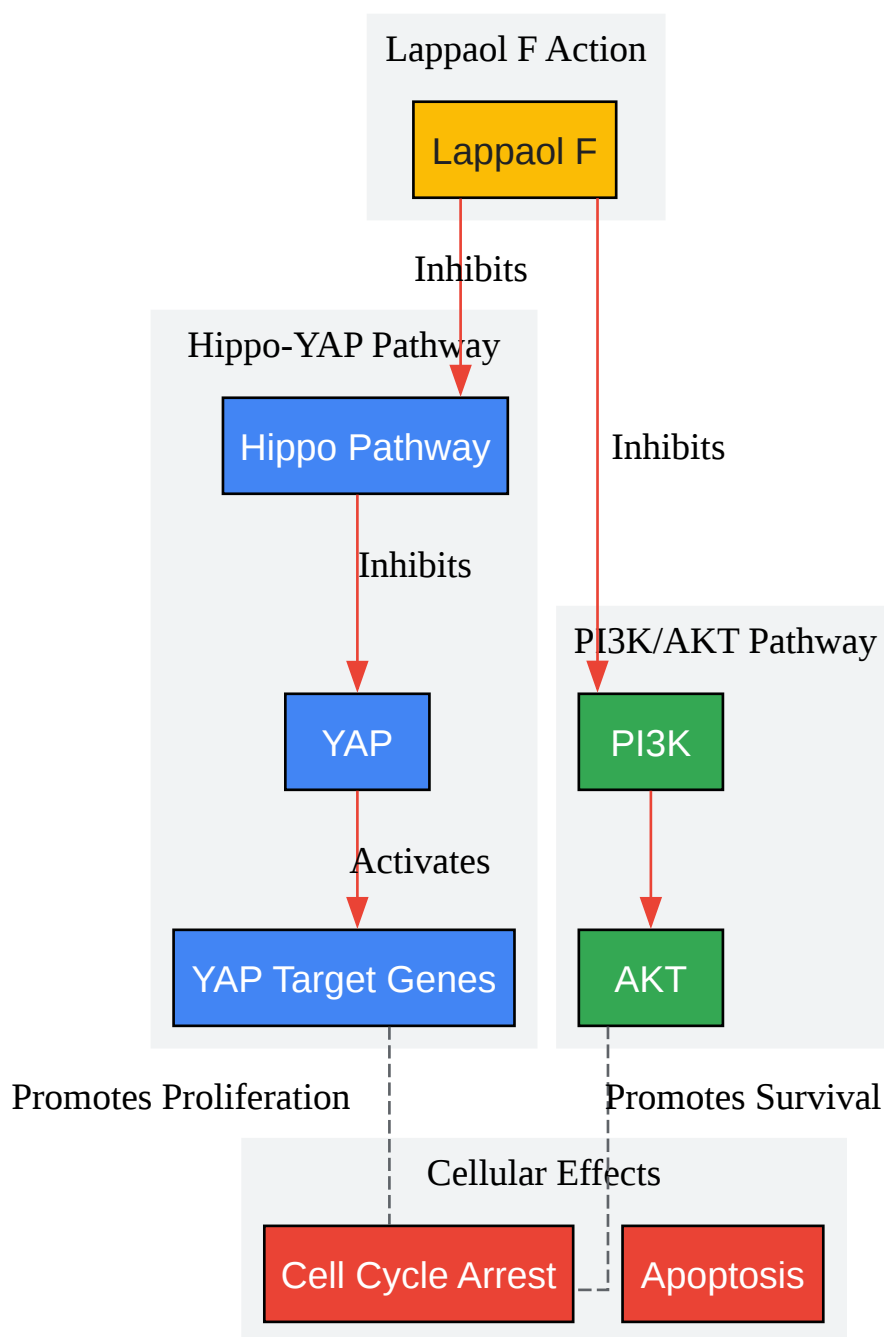 Lappaol F Action
Lappaol F
Inhibits
Hippo-YAP Pathway
Hippo Pathway
Inhibits
Inhibits
PI3K/AKT Pathway
YAP
PI3K
Activates
YAP Target Genes
AKT
Promotes Proliferation
Promotes Survival
Cellular Effects
Cell Cycle Arrest
Apoptosis